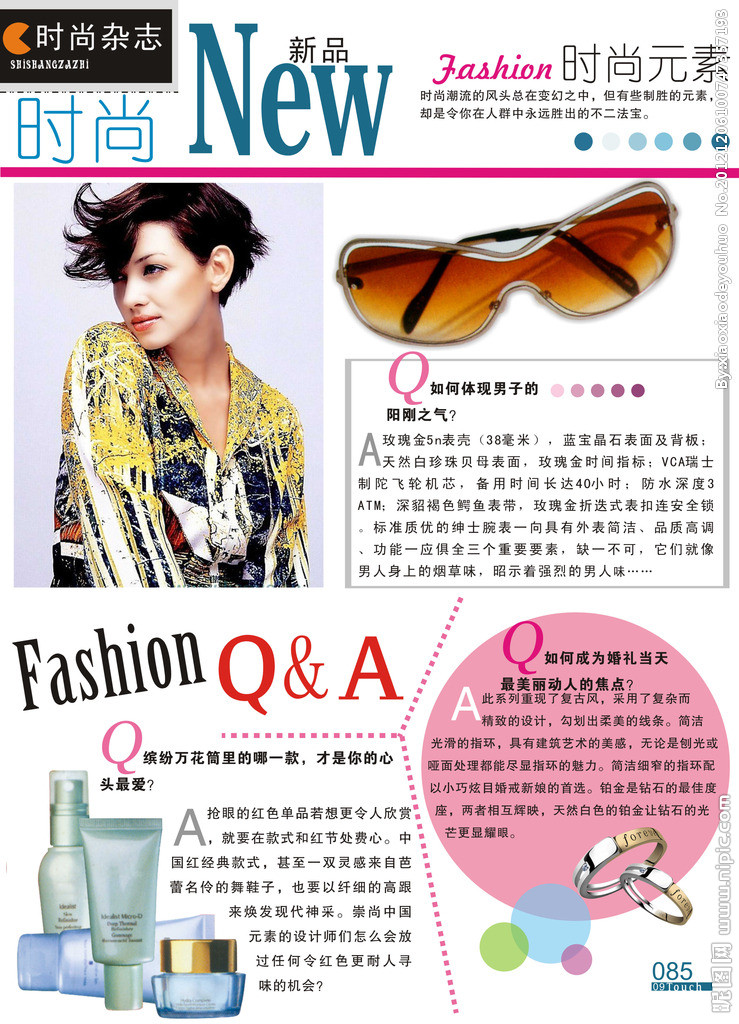 时尚杂志
SHISHANGZAZHI
时尚
新品
New
Fashion 时尚元素
时尚潮流的风头总在变幻之中，但有些制胜的元素，
却是令你在人群中永远胜出的不二法宝。
By:xiaoxiaodeyouhuo No.20121206100747357193
Q 如何体现男子的
阳刚之气?
A 玫瑰金5n表壳（38毫米），蓝宝晶石表面及背板；
天然白珍珠贝母表面，玫瑰金时间指标；VCA瑞士
制陀飞轮机芯，备用时间长达40小时；防水深度3
ATM；深貂褐色鳄鱼表带，玫瑰金折迭式表扣连安全锁
。标准质优的绅士腕表一向具有外表简洁、品质高调
、功能一应俱全三个重要要素，缺一不可，它们就像
男人身上的烟草味，昭示着强烈的男人味……
Fashion Q&A
Q 缤纷万花筒里的哪一款，才是你的心
头最爱?
A 抢眼的红色单品若想更令人欣赏
，就要在款式和红节处费心。中
国红经典款式，甚至一双灵感来自芭
蕾名伶的舞鞋子，也要以纤细的高跟
来焕发现代神采。崇尚中国
元素的设计师们怎么会放
过任何令红色更耐人寻
味的机会?
Idealist
Idealist Micro-D
Deep Thermal
Refinisher
Q 如何成为婚礼当天
最美丽动人的焦点?
A 此系列重现了复古风，采用了复杂而
精致的设计，勾划出柔美的线条。简洁
光滑的指环，具有建筑艺术的美感，无论是刨光或
哑面处理都能尽显指环的魅力。简洁细窄的指环配
以小巧炫目婚戒新娘的首选。铂金是钻石的最佳度
座，两者相互辉映，天然白色的铂金让钻石的光
芒更显耀眼。
forever
forever
085
09Touch
昵图网 www.nipic.com